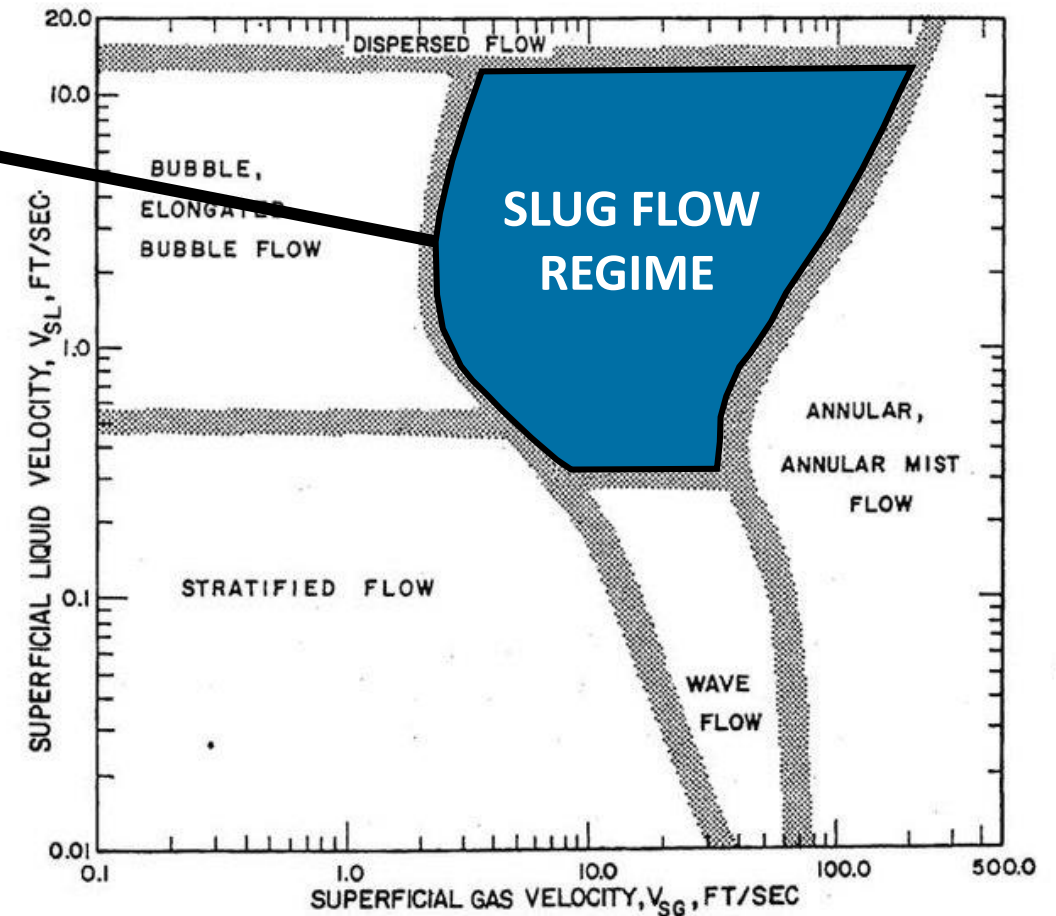 20.0
10.0
1.0
0.1
0.01
SUPERFICIAL LIQUID VELOCITY, VSL, FT/SEC.
DISPERSED FLOW
BUBBLE,
ELONGATED
BUBBLE FLOW
SLUG FLOW
REGIME
ANNULAR,
ANNULAR MIST
FLOW
STRATIFIED FLOW
WAVE
FLOW
0.1 1.0 10.0 100.0 500.0
SUPERFICIAL GAS VELOCITY, VSG, FT/SEC